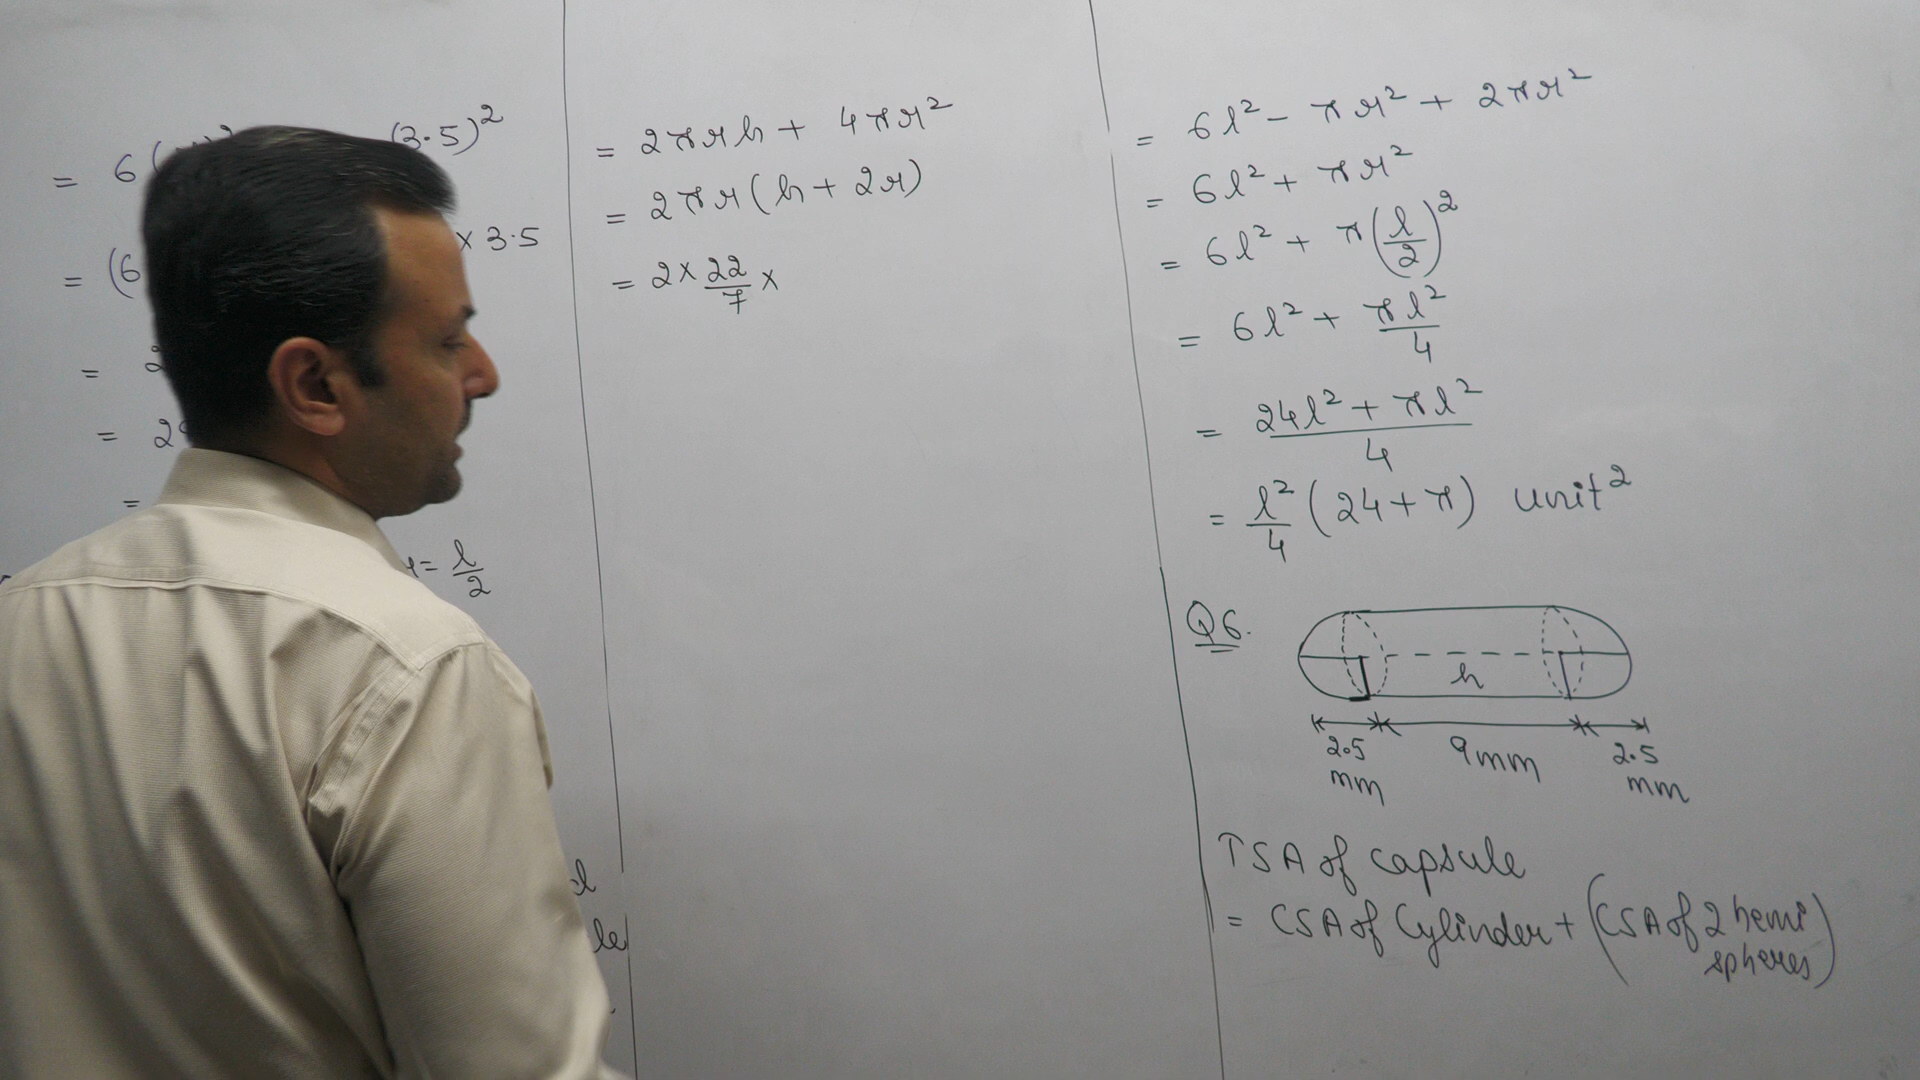 = 6( (3.5)²
= (6 × 3.5
= 2
= 2
=
= l/2
= 2πrh + 4πr²
= 2πr(h + 2r)
= 2 × 22/7 ×
= 6l² - πr² + 2πr²
= 6l² + πr²
= 6l² + π(l/2)²
= 6l² + πl²/4
= 24l² + πl²/4
= l²/4 (24 + π) unit²
Q6.
h
2.5 mm 9mm 2.5 mm
TSA of capsule
= CSA of Cylinder + (CSA of 2 hemi
spheres)